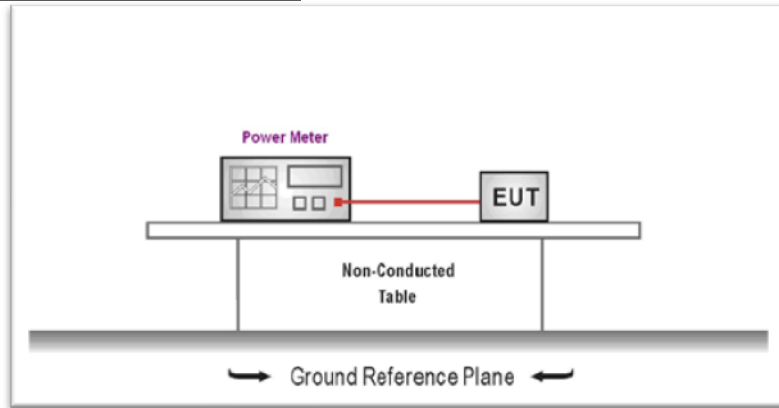 Power Meter
EUT
Non-Conducted
Table
Ground Reference Plane